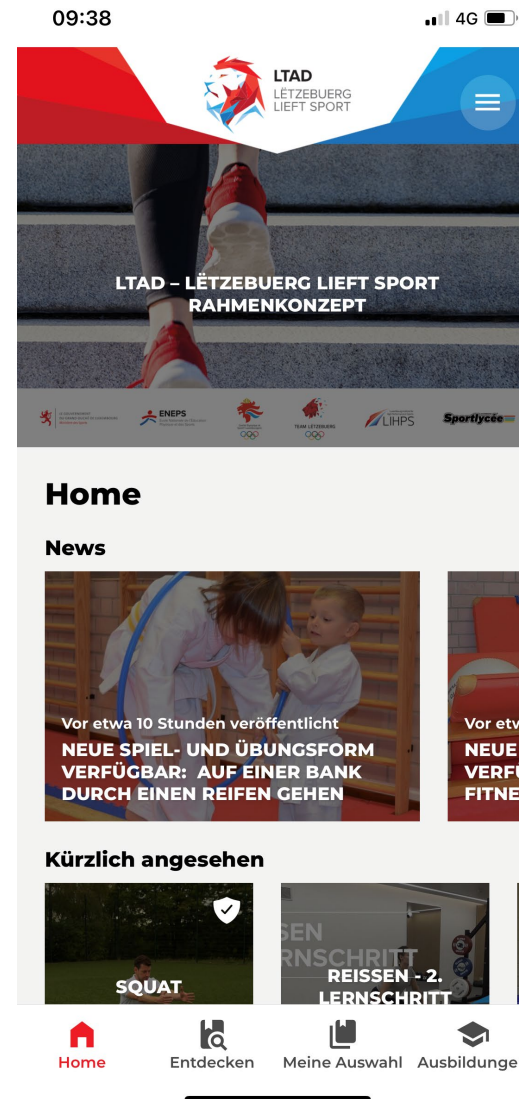 09:38
4G
LTAD
LËTZEBUERG
LIEFT SPORT
LTAD – LËTZEBUERG LIEFT SPORT
RAHMENKONZEPT
ENEPS
TEAM LËTZEBUERG
LIHPS
Sportlycée
Home
News
Vor etwa 10 Stunden veröffentlicht
NEUE SPIEL- UND ÜBUNGSFORM
VERFÜGBAR: AUF EINER BANK
DURCH EINEN REIFEN GEHEN
Vor etw
NEUE
VERFÜ
FITNE
Kürzlich angesehen
SQUAT
SEN
RNSCHRITT
REISSEN - 2.
LERNSCHRITT
Home
Entdecken
Meine Auswahl
Ausbildunge